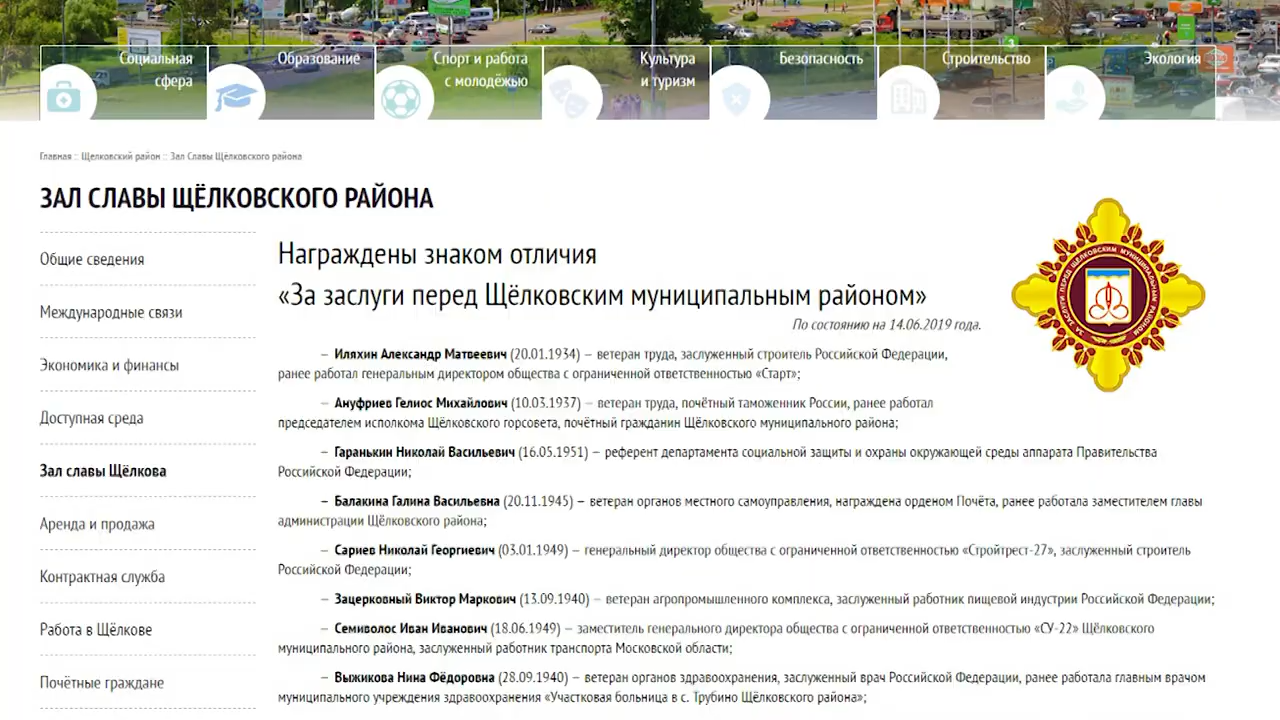 Социальная
сфера
Образование
Спорт и работа
с молодёжью
Культура
и туризм
Безопасность
Строительство
Экология
Главная :: Щелковский район :: Зал Славы Щёлковского района
ЗАЛ СЛАВЫ ЩЁЛКОВСКОГО РАЙОНА
Общие сведения
Международные связи
Экономика и финансы
Доступная среда
Зал славы Щёлкова
Аренда и продажа
Контрактная служба
Работа в Щёлкове
Почётные граждане
Награждены знаком отличия
«За заслуги перед Щёлковским муниципальным районом»
По состоянию на 14.06.2019 года.
– Иляхин Александр Матвеевич (20.01.1934) – ветеран труда, заслуженный строитель Российской Федерации,
ранее работал генеральным директором общества с ограниченной ответственностью «Старт»;
– Ануфриев Гелиос Михайлович (10.03.1937) – ветеран труда, почётный таможенник России, ранее работал
председателем исполкома Щёлковского горсовета, почётный гражданин Щёлковского муниципального района;
– Гаранькин Николай Васильевич (16.05.1951) – референт департамента социальной защиты и охраны окружающей среды аппарата Правительства
Российской Федерации;
– Балакина Галина Васильевна (20.11.1945) – ветеран органов местного самоуправления, награждена орденом Почёта, ранее работала заместителем главы
администрации Щёлковского района;
– Сариев Николай Георгиевич (03.01.1949) – генеральный директор общества с ограниченной ответственностью «Стройтрест-27», заслуженный строитель
Российской Федерации;
– Зацерковный Виктор Маркович (13.09.1940) – ветеран агропромышленного комплекса, заслуженный работник пищевой индустрии Российской Федерации;
– Семиволос Иван Иванович (18.06.1949) – заместитель генерального директора общества с ограниченной ответственностью «СУ-22» Щёлковского
муниципального района, заслуженный работник транспорта Московской области;
– Выжикова Нина Фёдоровна (28.09.1940) – ветеран органов здравоохранения, заслуженный врач Российской Федерации, ранее работала главным врачом
муниципального учреждения здравоохранения «Участковая больница в с. Трубино Щёлковского района»;
ЗА ЗАСЛУГИ ПЕРЕД ЩЁЛКОВСКИМ МУНИЦИПАЛЬНЫМ РАЙОНОМ